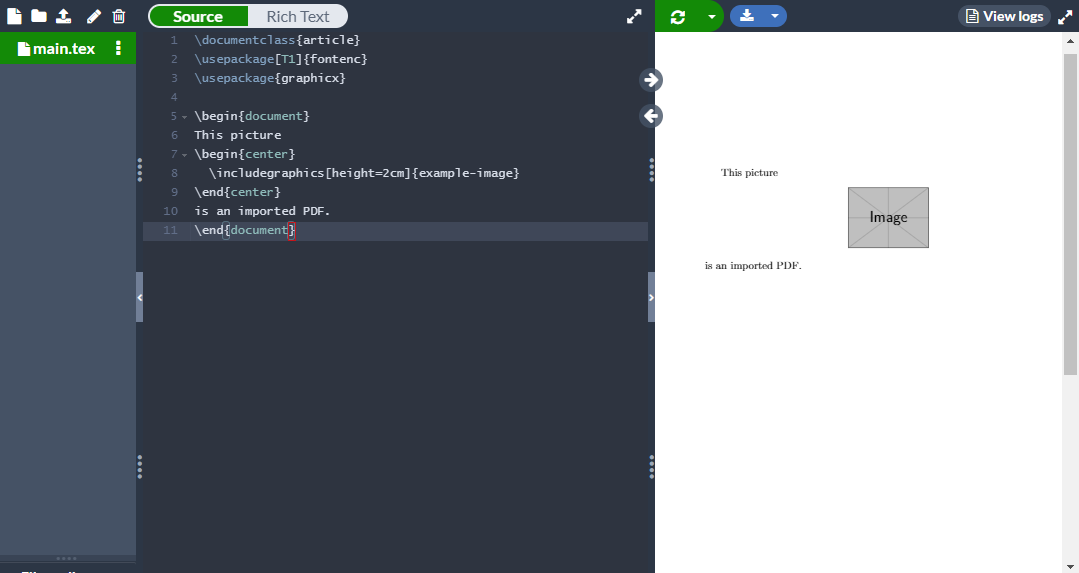 Source Rich Text View logs
main.tex
1 \documentclass{article}
2 \usepackage[T1]{fontenc}
3 \usepackage{graphicx}
4
5 \begin{document}
6 This picture
7 \begin{center}
8 \includegraphics[height=2cm]{example-image}
9 \end{center}
10 is an imported PDF.
11 \end{document}
This picture
Image
is an imported PDF.